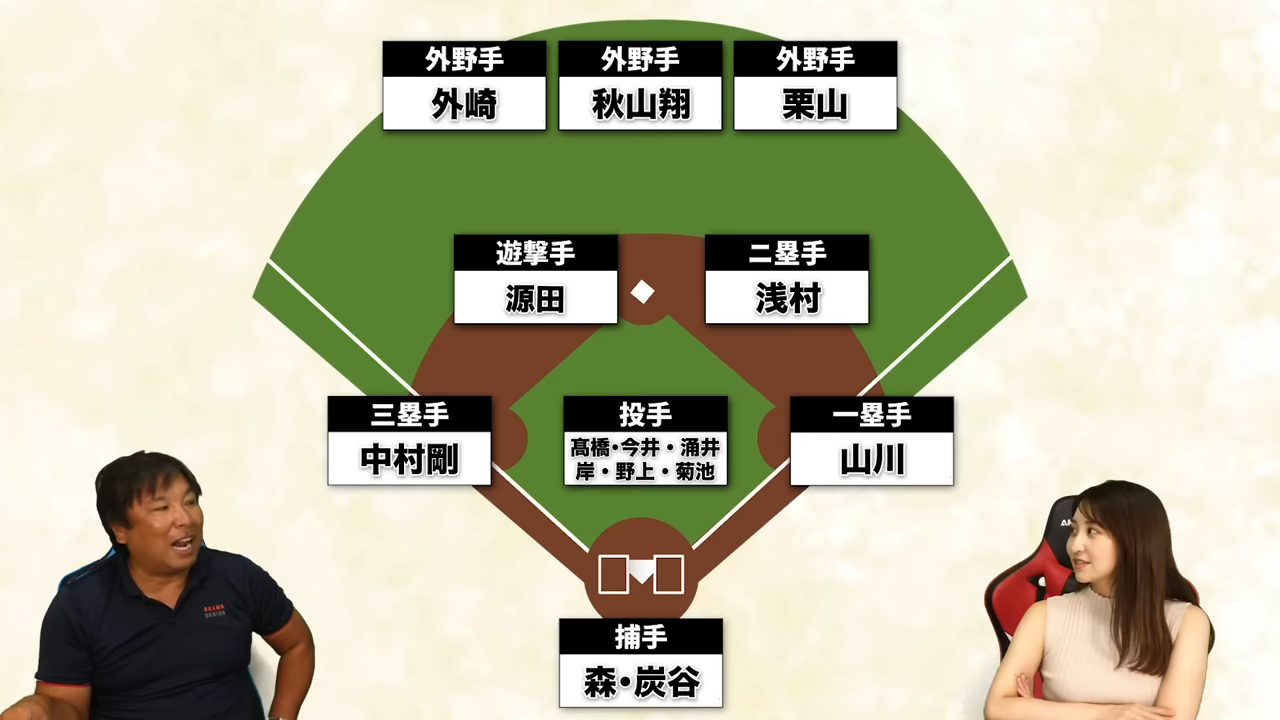 外野手
外崎
外野手
秋山翔
外野手
栗山
遊撃手
源田
二塁手
浅村
三塁手
中村剛
投手
髙橋・今井・涌井
岸・野上・菊池
一塁手
山川
捕手
森・炭谷
BEAMS
DESIGN